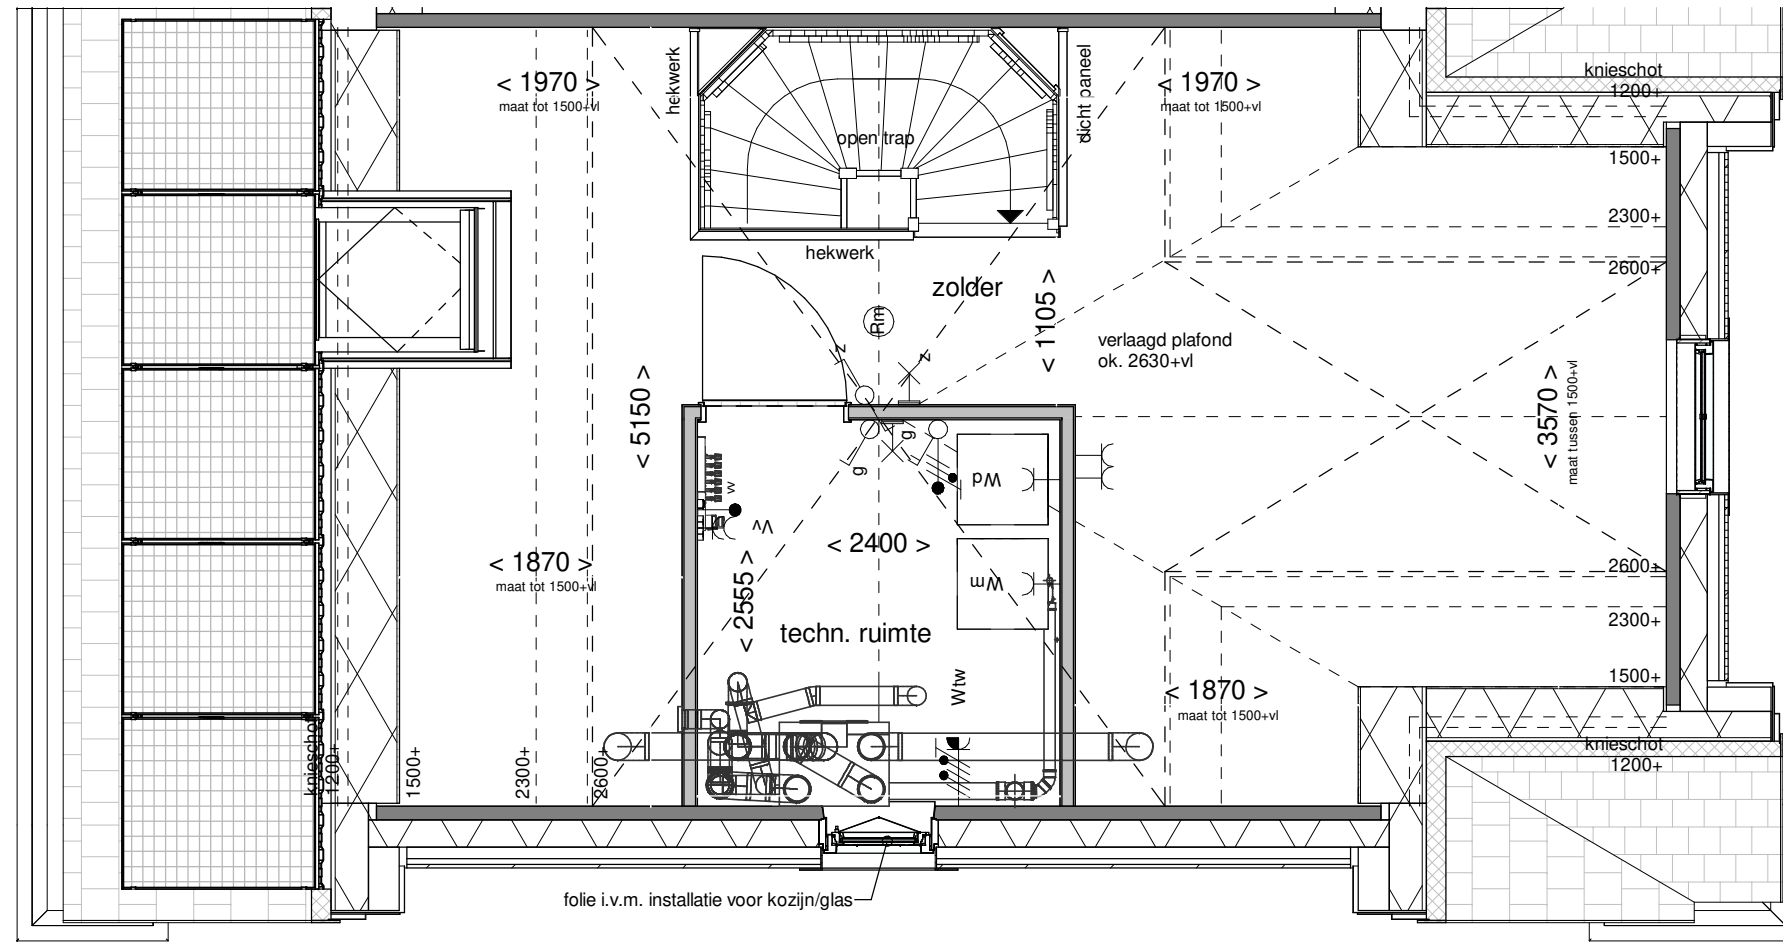 hekwerk
dicht paneel
knieschot
1200+
< 1970 >
maat tot 1500+vl
< 1970 >
maat tot 1500+vl
open trap
1500+
2300+
hekwerk
2600+
zolder
Rm
< 1105 >
verlaagd plafond
ok. 2630+vl
z
z
< 5150 >
< 3570 >
maat tussen 1500+vl
g
g
Wd
vv
Vv
< 2400 >
< 1870 >
maat tot 1500+vl
< 2555 >
Wm
2600+
2300+
techn. ruimte
1500+
Wtw
< 1870 >
maat tot 1500+vl
knieschot
1200+
knieschot
1200+
1500+
2300+
2600+
folie i.v.m. installatie voor kozijn/glas